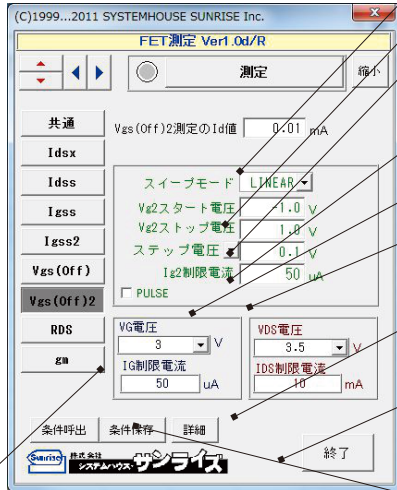 (C)1999...2011 SYSTEMHOUSE SUNRISE Inc.
FET測定 Ver1.0d/R
測定
縮小
共通
Vgs(Off)2測定のId値 0.01 mA
Idsx
Idss
スイープモード LINEAR
Igss
Vg2スタート電圧 -1.0 V
Vg2ストップ電圧 1.0 V
Igss2
ステップ電圧 0.1 V
Vgs(Off)
Ig2制限電流 50 uA
Vgs(Off)2
PULSE
RDS
VG電圧
3 V
VDS電圧
3.5 V
gm
IG制限電流
50 uA
IDS制限電流
10 mA
条件呼出 条件保存 詳細
終了
Sunrise 株式会社 システムハウス・サンライズ